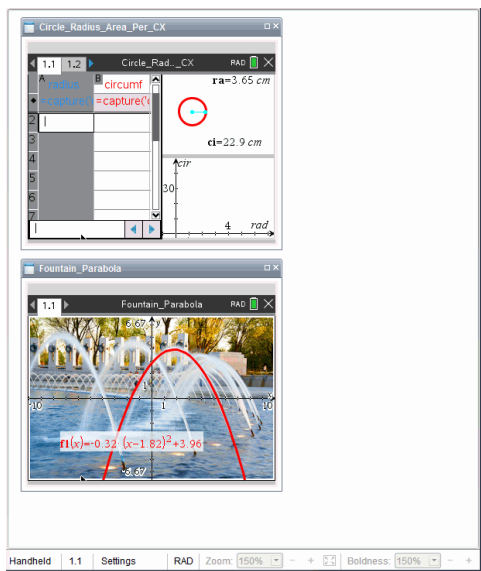 Circle_Radius_Area_Per_CX
1.1 1.2 Circle_Rad.._CX RAD
A radius B circumf
=capture('r =capture('c
2
3
4
5
6
7
ra=3.65 cm
ci=22.9 cm
cir
30
4 rad
Fountain_Parabola
1.1 Fountain_Parabola RAD
6.67 y
1
-10 1 10
f1(x)=-0.32·(x-1.82)²+3.96
-6.67
Handheld 1.1 Settings RAD Zoom: 150% - + Boldness: 150% - +